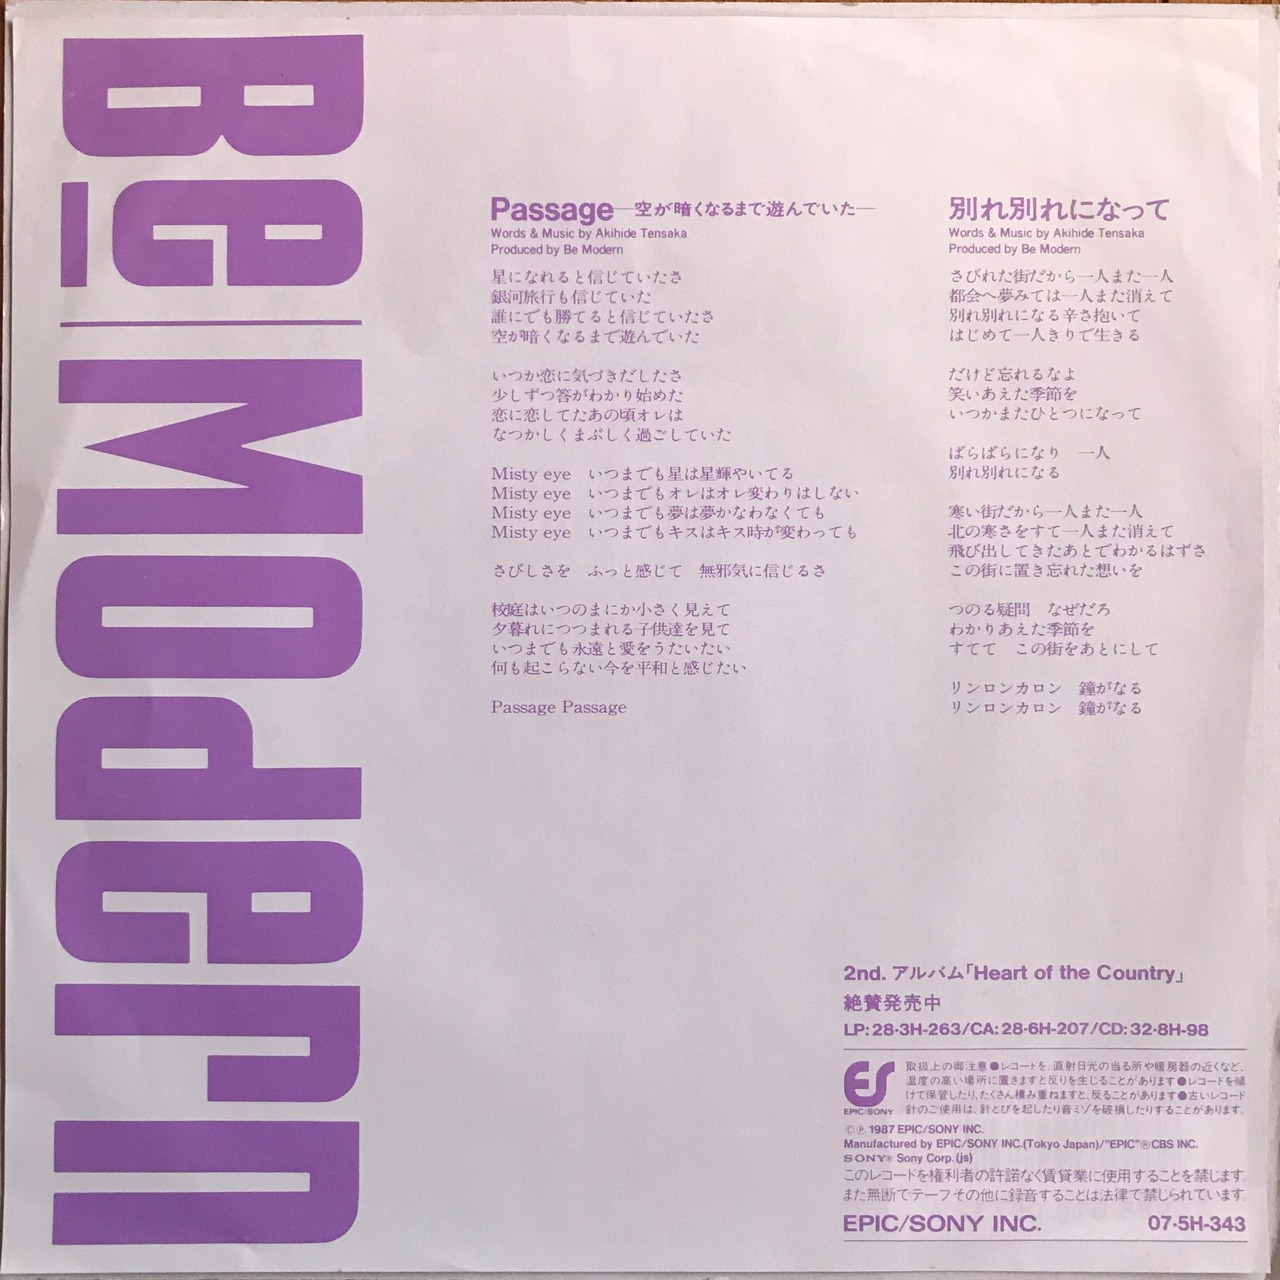 Be Modern
Passage—空が暗くなるまで遊んでいた—
Words & Music by Akihide Tensaka
Produced by Be Modern
星になれると信じていたさ
銀河旅行も信じていた
誰にでも勝てると信じていたさ
空が暗くなるまで遊んでいた
いつか恋に気づきだしたさ
少しずつ答がわかり始めた
恋に恋してたあの頃オレは
なつかしくまぶしく過ごしていた
Misty eye　いつまでも星は星輝やいてる
Misty eye　いつまでもオレはオレ変わりはしない
Misty eye　いつまでも夢は夢かなわなくても
Misty eye　いつまでもキスはキス時が変わっても
さびしさを　ふっと感じて　無邪気に信じるさ
校庭はいつのまにか小さく見えて
夕暮れにつつまれる子供達を見て
いつまでも永遠と愛をうたいたい
何も起こらない今を平和と感じたい
Passage Passage
別れ別れになって
Words & Music by Akihide Tensaka
Produced by Be Modern
さびれた街だから一人また一人
都会へ夢みては一人また消えて
別れ別れになる辛さ抱いて
はじめて一人きりで生きる
だけど忘れるなよ
笑いあえた季節を
いつかまたひとつになって
ばらばらになり　一人
別れ別れになる
寒い街だから一人また一人
北の寒さをすて一人また消えて
飛び出してきたあとでわかるはずさ
この街に置き忘れた想いを
つのる疑問　なぜだろ
わかりあえた季節を
すてて　この街をあとにして
リンロンカロン　鐘がなる
リンロンカロン　鐘がなる
2nd. アルバム「Heart of the Country」
絶賛発売中
LP:28・3H-263/CA:28・6H-207/CD:32・8H-98
ES
EPIC/SONY
取扱上の御注意●レコードを、直射日光の当る所や暖房器の近くなど、
温度の高い場所に置きますと反りを生じることがあります●レコードを傾
けて保管したり、たくさん積み重ねますと、反ることがあります●古いレコード
針のご使用は、針とびを起したり音ミゾを破損したりすることがあります。
©℗ 1987 EPIC/SONY INC.
Manufactured by EPIC/SONY INC.(Tokyo Japan)/"EPIC"® CBS INC.
SONY® Sony Corp.(js)
このレコードを権利者の許諾なく賃貸業に使用することを禁じます。
また無断でテープその他に録音することは法律で禁じられています。
EPIC/SONY INC.　07・5H-343